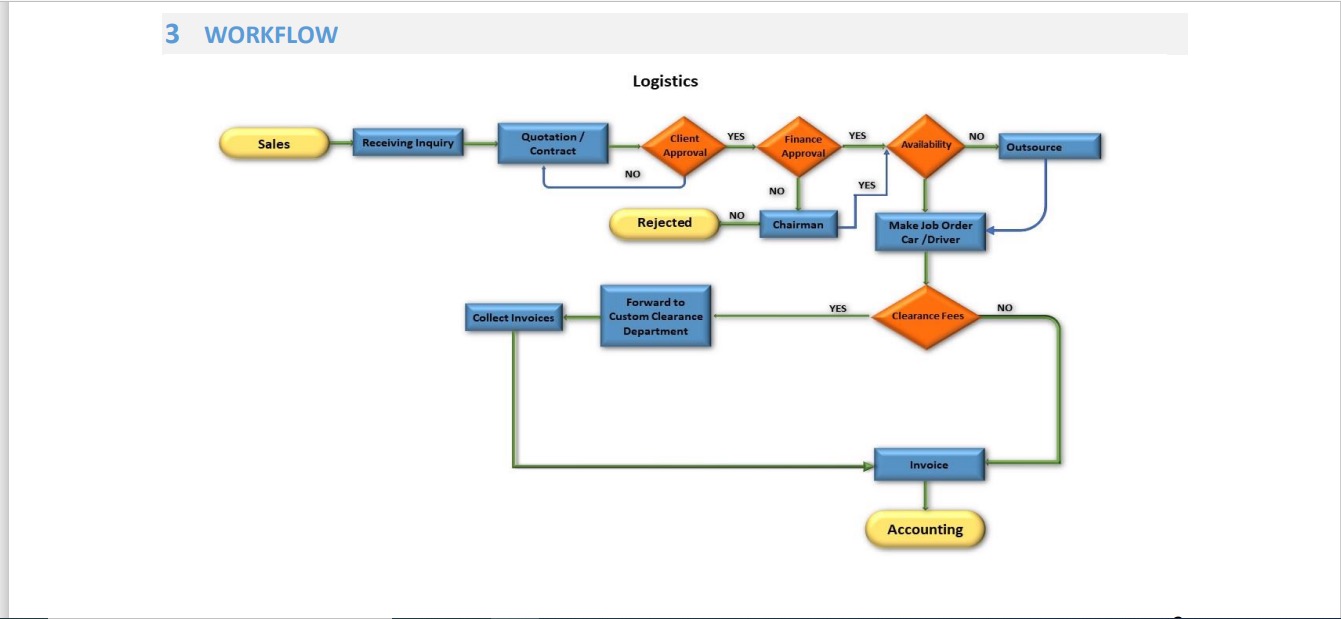 3 WORKFLOW
Logistics
Sales
Receiving Inquiry
Quotation /
Contract
Client
Approval
YES
Finance
Approval
YES
Availability
NO
Outsource
NO
NO
YES
Rejected
NO
Chairman
Make Job Order
Car /Driver
Collect Invoices
Forward to
Custom Clearance
Department
YES
Clearance Fees
NO
Invoice
Accounting